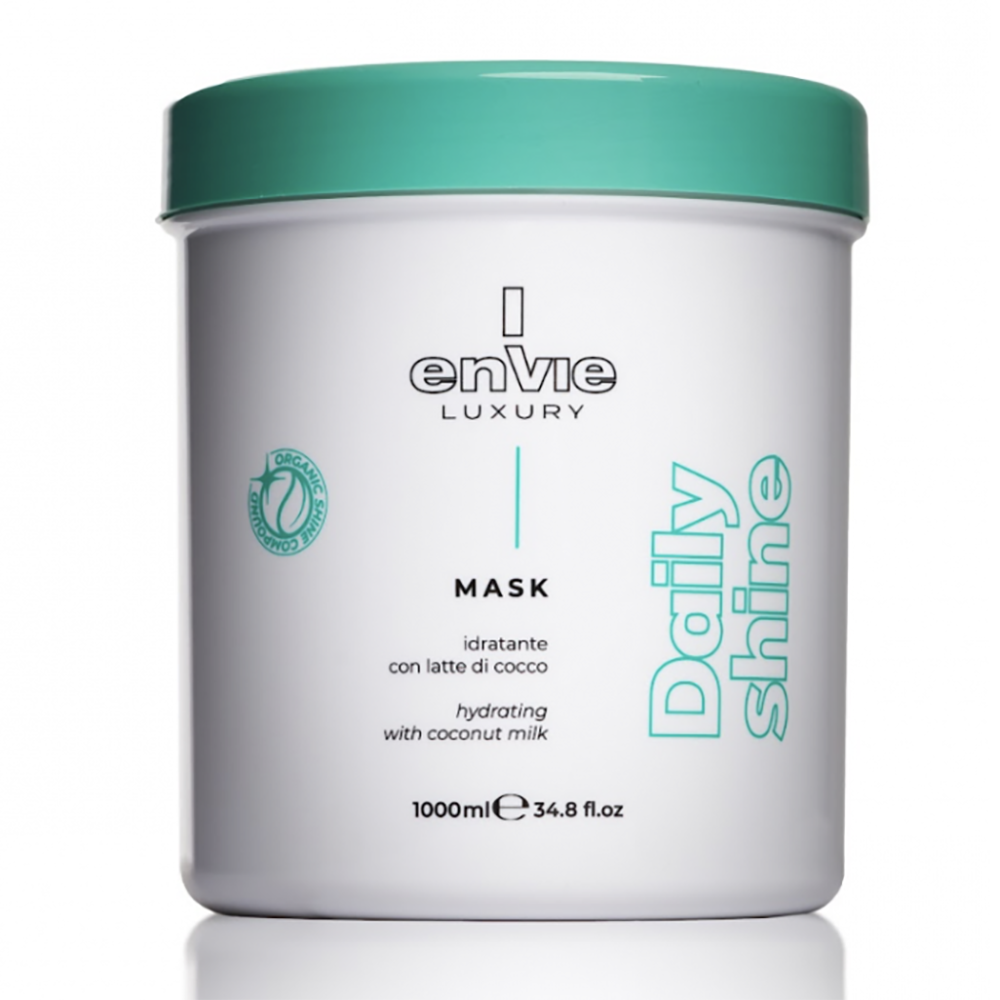 I
enVie
LUXURY
ORGANIC SHINE COMPOUND
MASK
idratante
con latte di cocco
hydrating
with coconut milk
Daily
shine
1000ml℮34.8 fl.oz